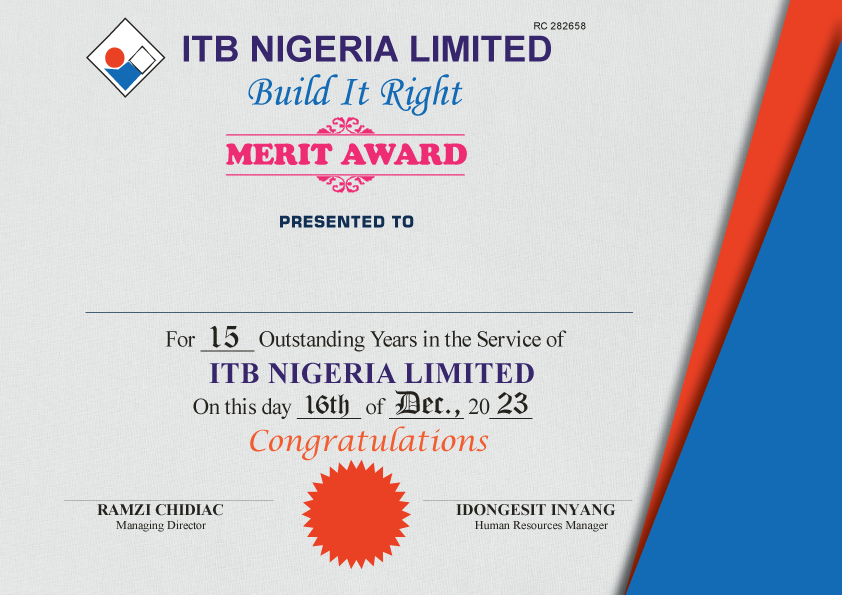 RC 282658
ITB NIGERIA LIMITED
Build It Right
MERIT AWARD
PRESENTED TO
For 15 Outstanding Years in the Service of
ITB NIGERIA LIMITED
On this day 16th of Dec., 20 23
Congratulations
RAMZI CHIDIAC
Managing Director
IDONGESIT INYANG
Human Resources Manager